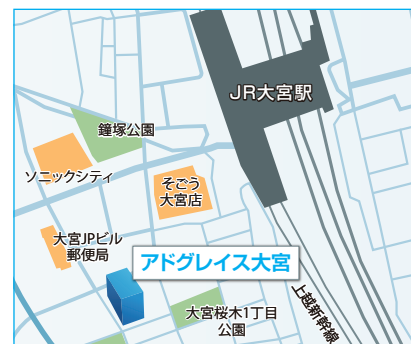 JR大宮駅
鐘塚公園
ソニックシティ
そごう
大宮店
大宮JPビル
郵便局
アドグレイス大宮
大宮桜木1丁目
公園
上越新幹線